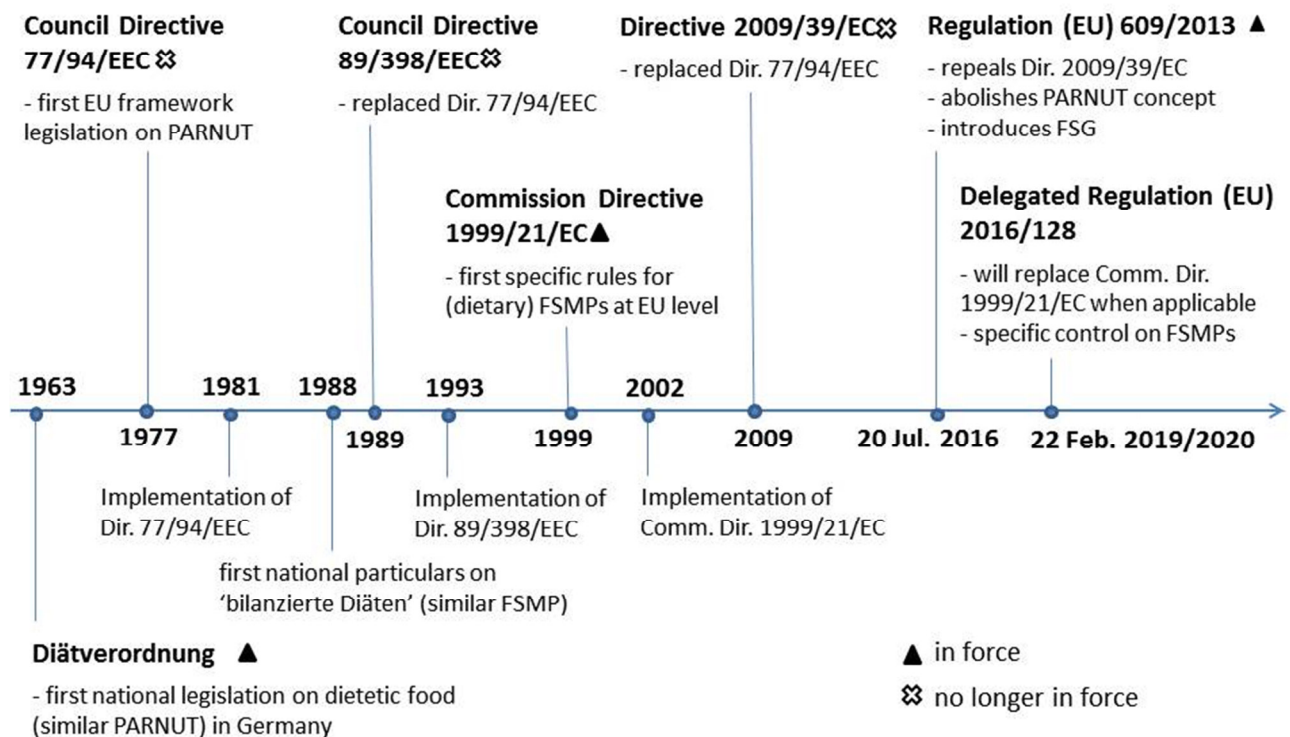 Council Directive
77/94/EEC
- first EU framework
legislation on PARNUT
Council Directive
89/398/EEC
- replaced Dir. 77/94/EEC
Directive 2009/39/EC
- replaced Dir. 77/94/EEC
Regulation (EU) 609/2013 ▲
- repeals Dir. 2009/39/EC
- abolishes PARNUT concept
- introduces FSG
Commission Directive
1999/21/EC▲
- first specific rules for
(dietary) FSMPs at EU level
Delegated Regulation (EU)
2016/128
- will replace Comm. Dir.
1999/21/EC when applicable
- specific control on FSMPs
1963
1981
1988
1993
2002
1977
1989
1999
2009
20 Jul. 2016
22 Feb. 2019/2020
Implementation of
Dir. 77/94/EEC
Implementation of
Dir. 89/398/EEC
Implementation of
Comm. Dir. 1999/21/EC
first national particulars on
‘bilanzierte Diäten’ (similar FSMP)
Diätverordnung ▲
- first national legislation on dietetic food
(similar PARNUT) in Germany
▲ in force
no longer in force